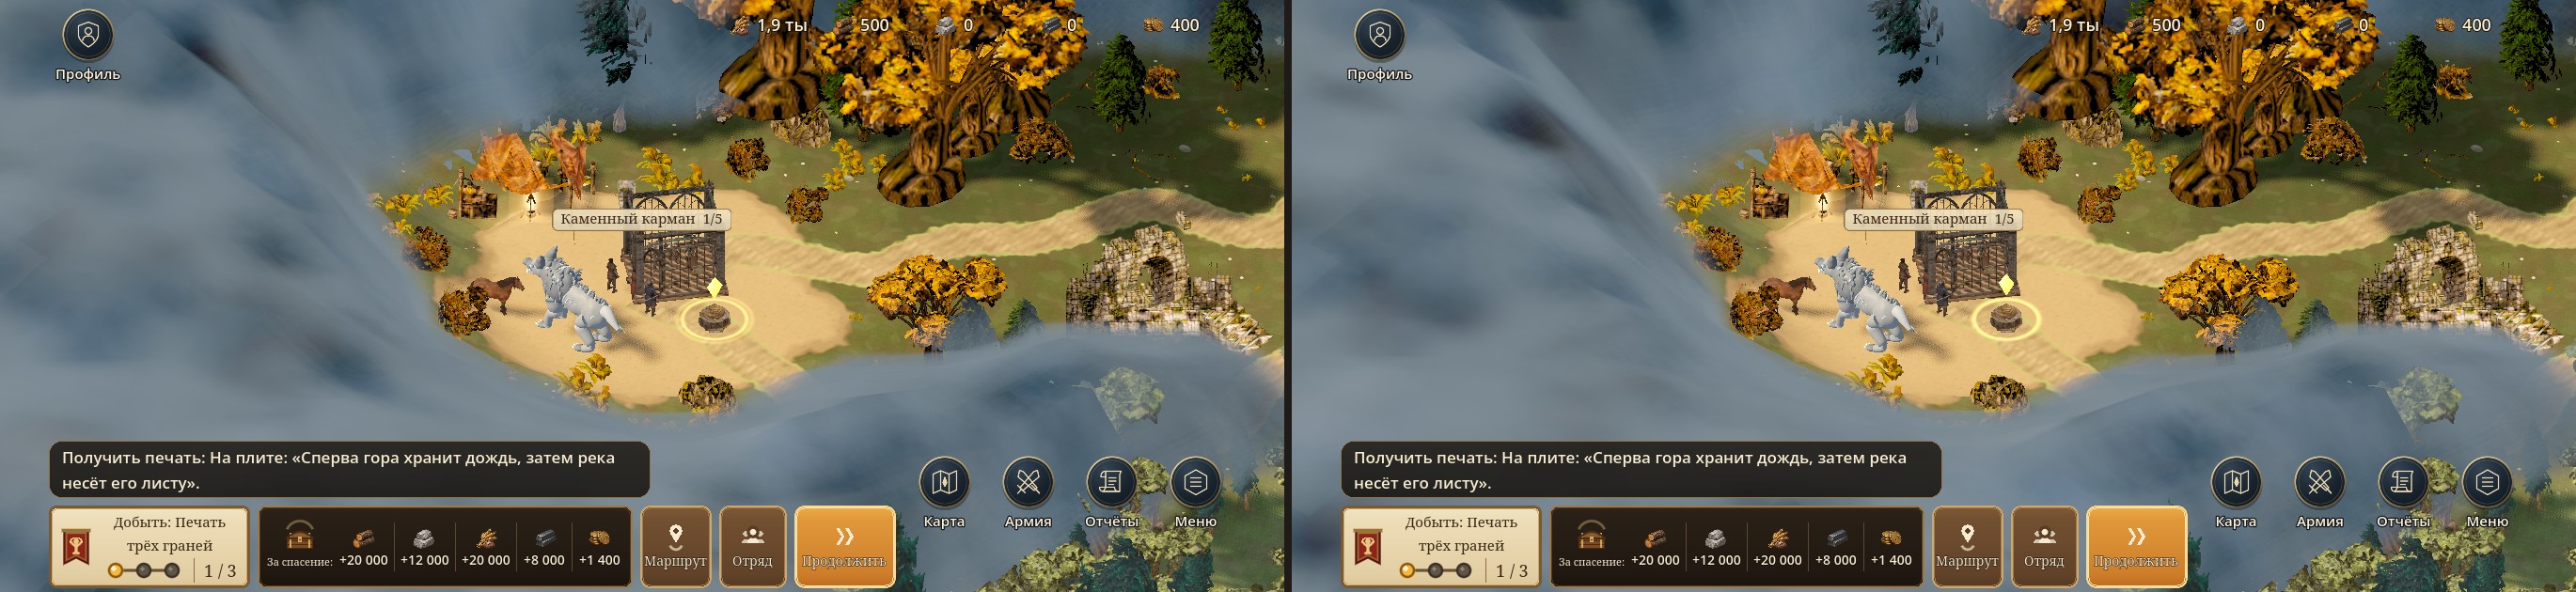 Профиль
1,9 ты 500 0 0 400
Каменный карман 1/5
Получить печать: На плите: «Сперва гора хранит дождь, затем река
несёт его листу».
Карта Армия Отчёты Меню
Добыть: Печать
трёх граней
1 / 3
За спасение: +20 000 +12 000 +20 000 +8 000 +1 400
Маршрут Отряд Продолжить
Профиль
1,9 ты 500 0 0 400
Каменный карман 1/5
Получить печать: На плите: «Сперва гора хранит дождь, затем река
несёт его листу».
Карта Армия Отчёты Меню
Добыть: Печать
трёх граней
1 / 3
За спасение: +20 000 +12 000 +20 000 +8 000 +1 400
Маршрут Отряд Продолжить